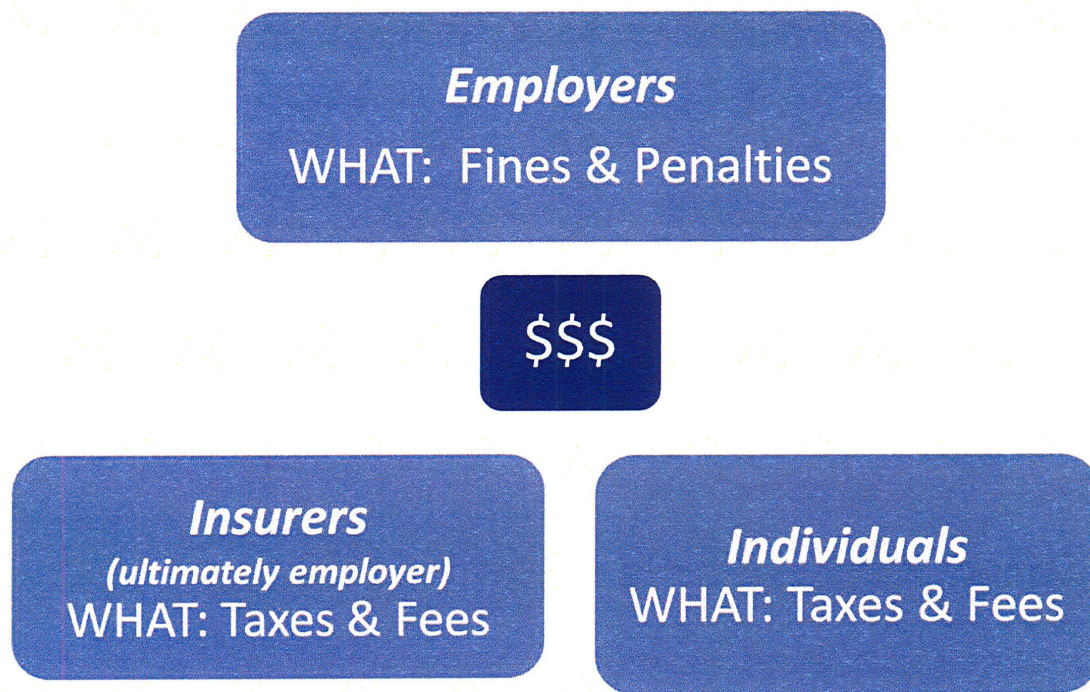 Employers
WHAT:  Fines & Penalties
$$$
Insurers
(ultimately employer)
WHAT: Taxes & Fees
Individuals
WHAT: Taxes & Fees